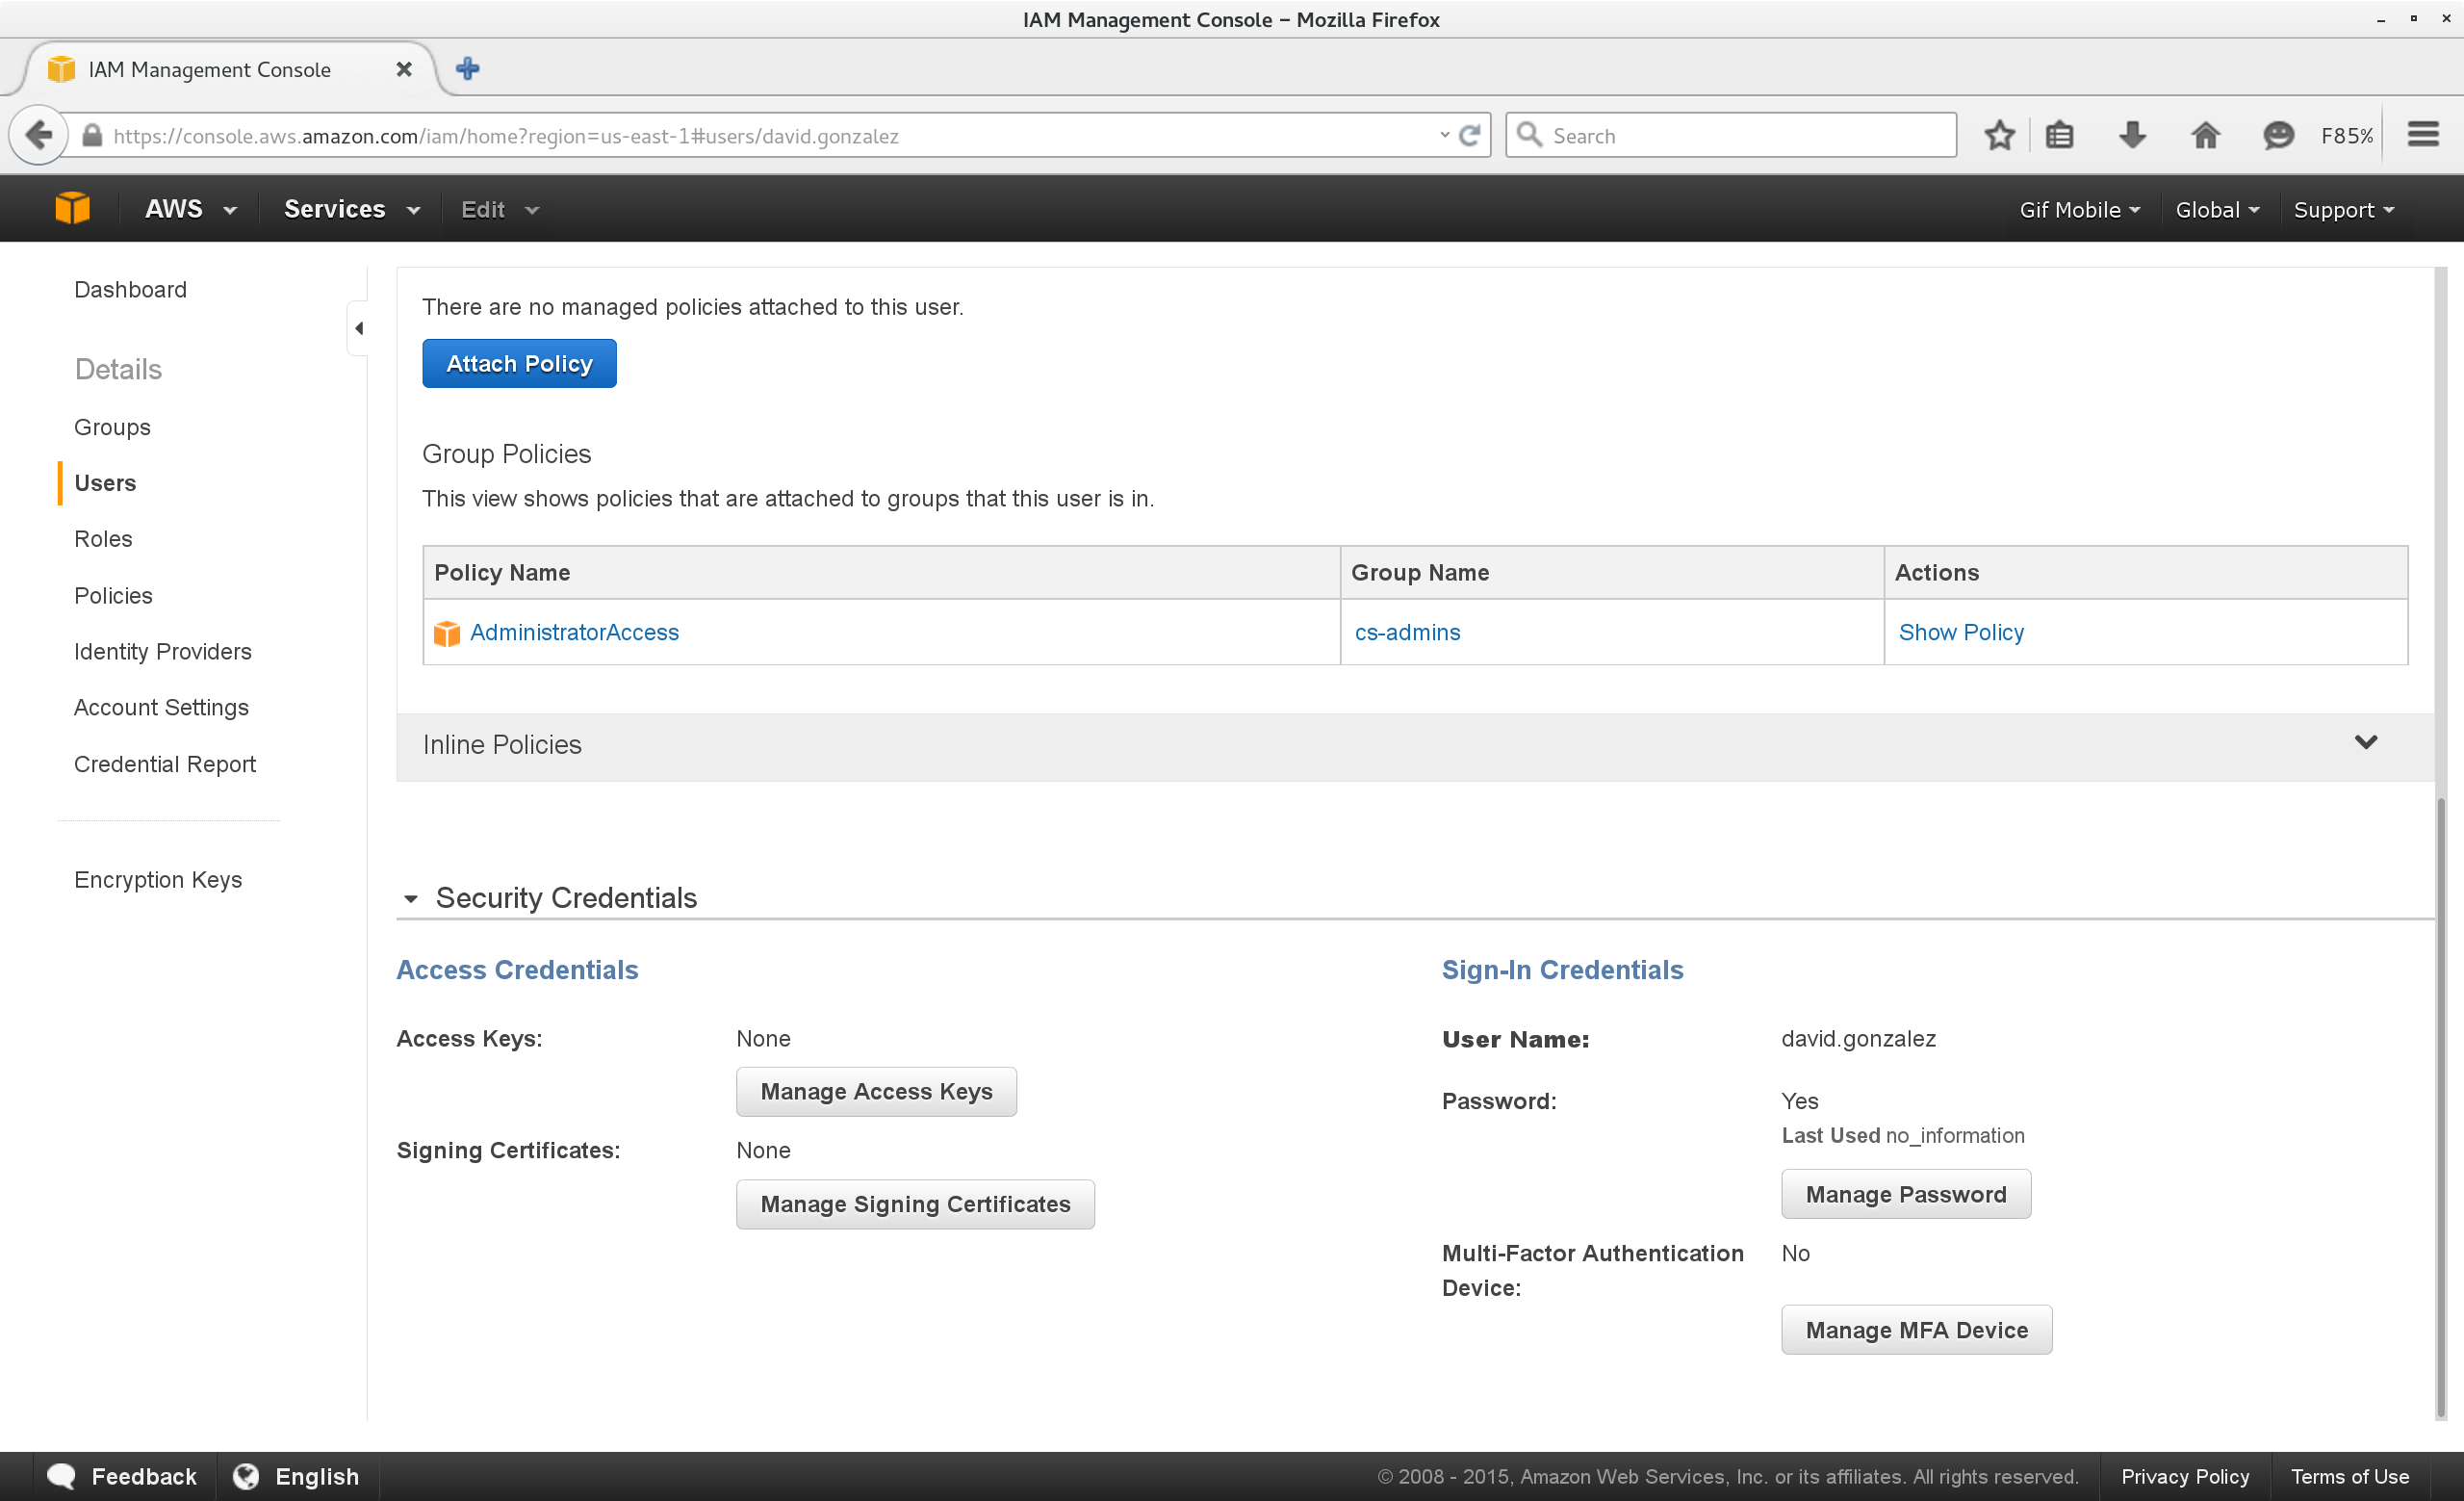 IAM Management Console – Mozilla Firefox
IAM Management Console
https://console.aws.amazon.com/iam/home?region=us-east-1#users/david.gonzalez
Search
F85%
AWS Services Edit Gif Mobile Global Support
Dashboard
Details
Groups
Users
Roles
Policies
Identity Providers
Account Settings
Credential Report
Encryption Keys
There are no managed policies attached to this user.
Attach Policy
Group Policies
This view shows policies that are attached to groups that this user is in.
Policy Name Group Name Actions
AdministratorAccess cs-admins Show Policy
Inline Policies
Security Credentials
Access Credentials
Access Keys: None
Manage Access Keys
Signing Certificates: None
Manage Signing Certificates
Sign-In Credentials
User Name: david.gonzalez
Password: Yes
Last Used no_information
Manage Password
Multi-Factor Authentication No
Device:
Manage MFA Device
Feedback English © 2008 - 2015, Amazon Web Services, Inc. or its affiliates. All rights reserved. Privacy Policy Terms of Use